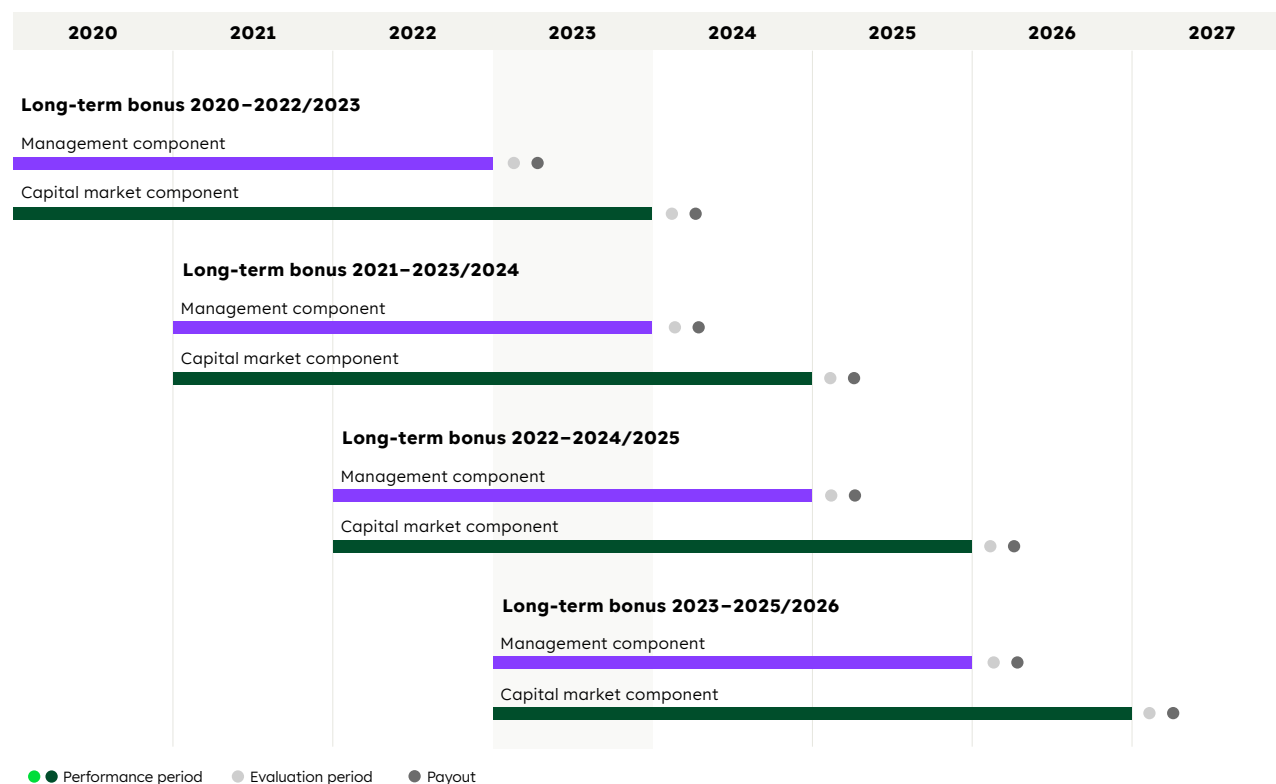 2020 2021 2022 2023 2024 2025 2026 2027
Long-term bonus 2020–2022/2023
Management component
Capital market component
Long-term bonus 2021–2023/2024
Management component
Capital market component
Long-term bonus 2022–2024/2025
Management component
Capital market component
Long-term bonus 2023–2025/2026
Management component
Capital market component
Performance period Evaluation period Payout